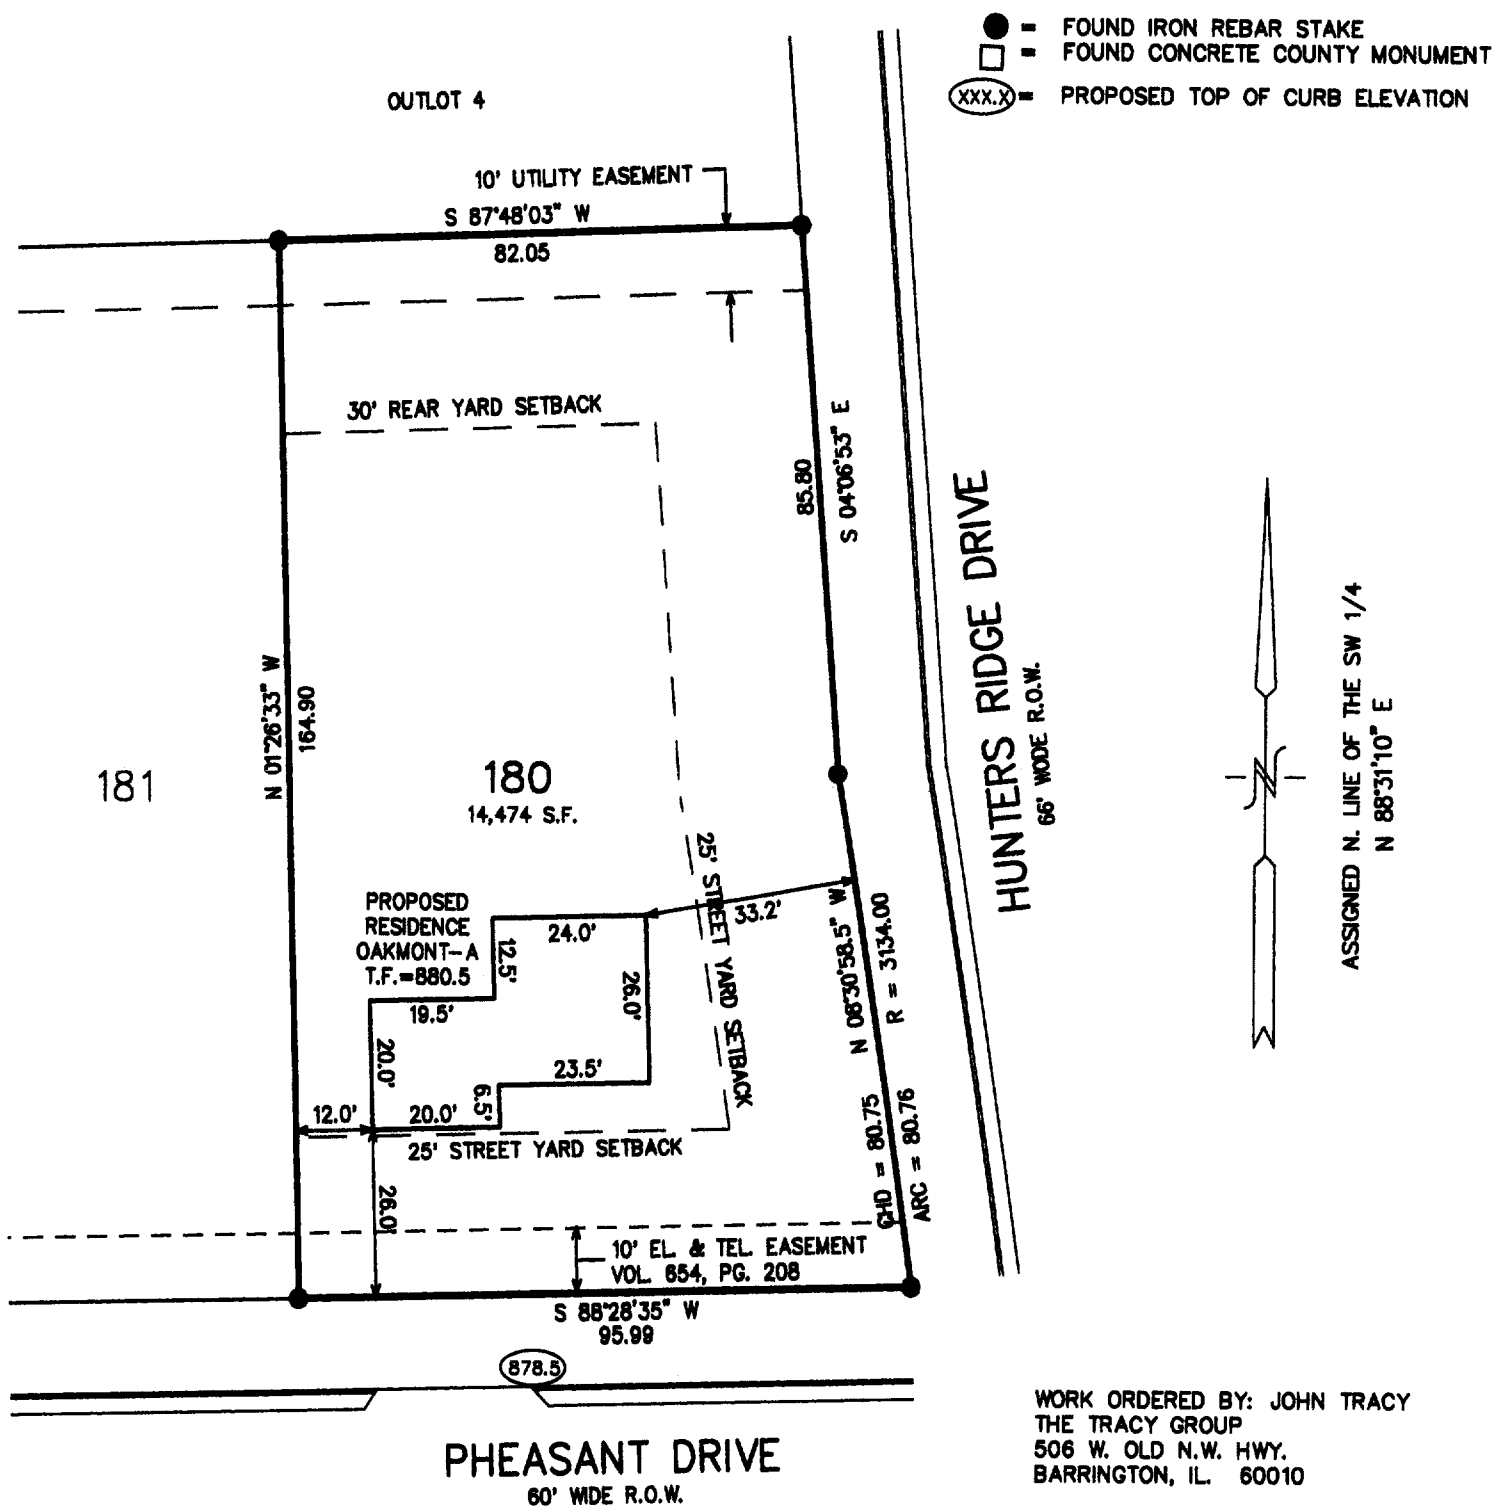 = FOUND IRON REBAR STAKE
= FOUND CONCRETE COUNTY MONUMENT
XXX.X = PROPOSED TOP OF CURB ELEVATION
OUTLOT 4
10' UTILITY EASEMENT
S 87°48'03" W
82.05
30' REAR YARD SETBACK
85.80
S 04°06'53" E
HUNTERS RIDGE DRIVE
66' WODE R.O.W.
N 01°26'33" W
164.90
181
180
14,474 S.F.
N
ASSIGNED N. LINE OF THE SW 1/4
N 88°31'10" E
25' STREET YARD SETBACK
33.2'
PROPOSED
RESIDENCE
OAKMONT-A
T.F.=880.5
24.0'
12.5'
26.0'
19.5'
20.0'
23.5'
6.5'
12.0'
20.0'
25' STREET YARD SETBACK
26.0'
N 08°30'58.5" W
R = 3134.00
CHD = 80.75
ARC = 80.76
10' EL. & TEL. EASEMENT
VOL. 654, PG. 208
S 88°28'35" W
95.99
878.5
PHEASANT DRIVE
60' WIDE R.O.W.
WORK ORDERED BY: JOHN TRACY
THE TRACY GROUP
506 W. OLD N.W. HWY.
BARRINGTON, IL. 60010